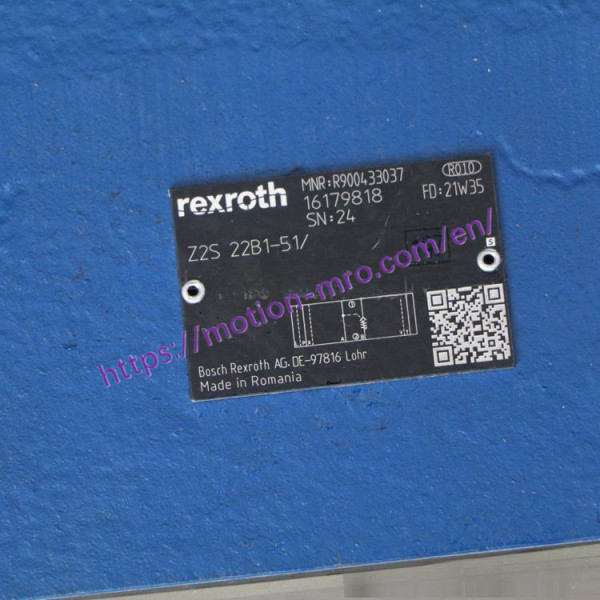 rexroth
MNR:R900433037
R010
16179818
FD:21W35
SN:24
Z2S 22B1-51/
S
https://motion-mro.com/en/
Bosch Rexroth AG.DE-97816 Lohr
Made in Romania